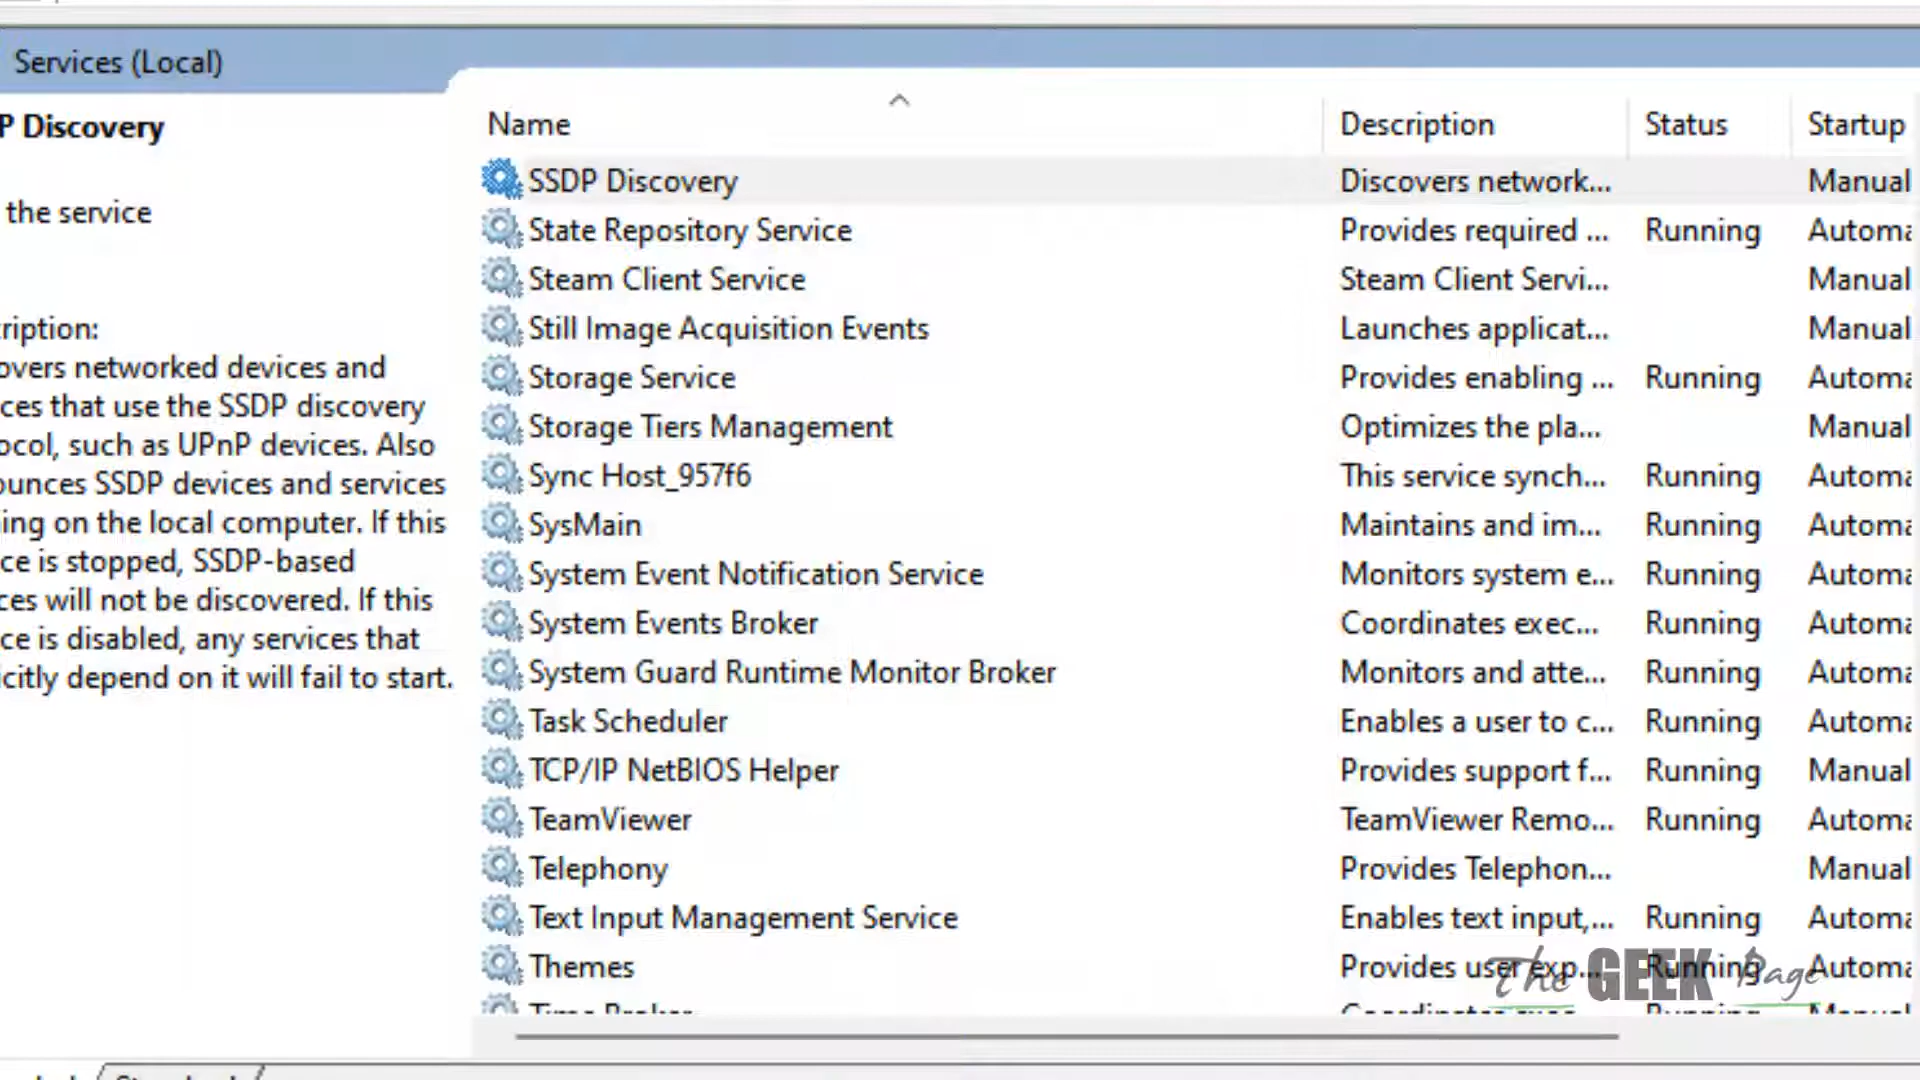 Services (Local)
P Discovery
the service
ription:
overs networked devices and
ces that use the SSDP discovery
ocol, such as UPnP devices. Also
ounces SSDP devices and services
ing on the local computer. If this
ce is stopped, SSDP-based
ces will not be discovered. If this
ce is disabled, any services that
icitly depend on it will fail to start.
Name Description Status Startup
SSDP Discovery Discovers network... Manual
State Repository Service Provides required ... Running Automa
Steam Client Service Steam Client Servi... Manual
Still Image Acquisition Events Launches applicat... Manual
Storage Service Provides enabling ... Running Automa
Storage Tiers Management Optimizes the pla... Manual
Sync Host_957f6 This service synch... Running Automa
SysMain Maintains and im... Running Automa
System Event Notification Service Monitors system e... Running Automa
System Events Broker Coordinates exec... Running Automa
System Guard Runtime Monitor Broker Monitors and atte... Running Automa
Task Scheduler Enables a user to c... Running Automa
TCP/IP NetBIOS Helper Provides support f... Running Manual
TeamViewer TeamViewer Remo... Running Automa
Telephony Provides Telephon... Manual
Text Input Management Service Enables text input,... Running Automa
Themes Provides user exp... Running Automa
The GEEK Page